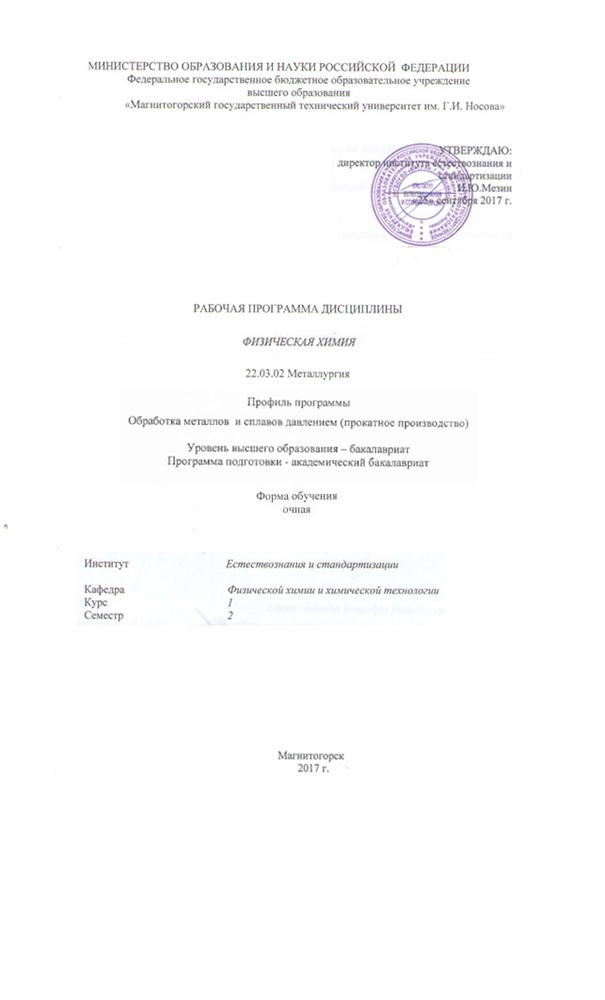 МИНИСТЕРСТВО ОБРАЗОВАНИЯ И НАУКИ РОССИЙСКОЙ ФЕДЕРАЦИИ
Федеральное государственное бюджетное образовательное учреждение
высшего образования
«Магнитогорский государственный технический университет им. Г.И. Носова»
УТВЕРЖДАЮ:
директор института естествознания и
стандартизации
И.Ю.Мезин
сентября 2017 г.
РАБОЧАЯ ПРОГРАММА ДИСЦИПЛИНЫ
ФИЗИЧЕСКАЯ ХИМИЯ
22.03.02 Металлургия
Профиль программы
Обработка металлов и сплавов давлением (прокатное производство)
Уровень высшего образования – бакалавриат
Программа подготовки - академический бакалавриат
Форма обучения
очная
Институт Естествознания и стандартизации
Кафедра Физической химии и химической технологии
Курс 1
Семестр 2
Магнитогорск
2017 г.